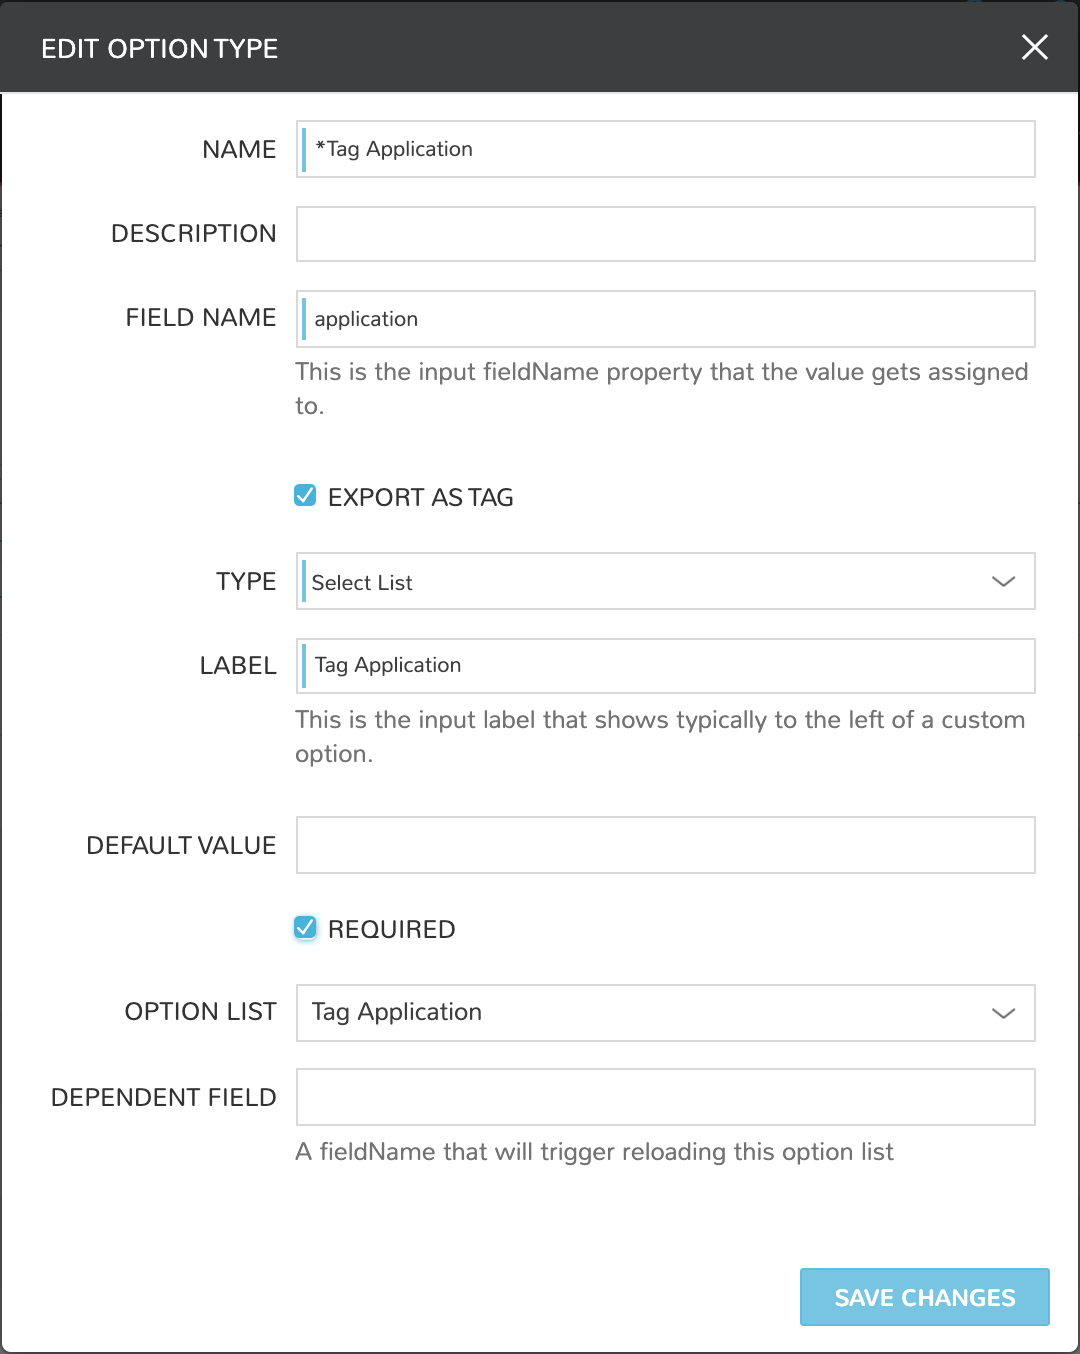 EDIT OPTION TYPE
NAME
*Tag Application
DESCRIPTION
FIELD NAME
application
This is the input fieldName property that the value gets assigned
to.
EXPORT AS TAG
TYPE
Select List
LABEL
Tag Application
This is the input label that shows typically to the left of a custom
option.
DEFAULT VALUE
REQUIRED
OPTION LIST
Tag Application
DEPENDENT FIELD
A fieldName that will trigger reloading this option list
SAVE CHANGES